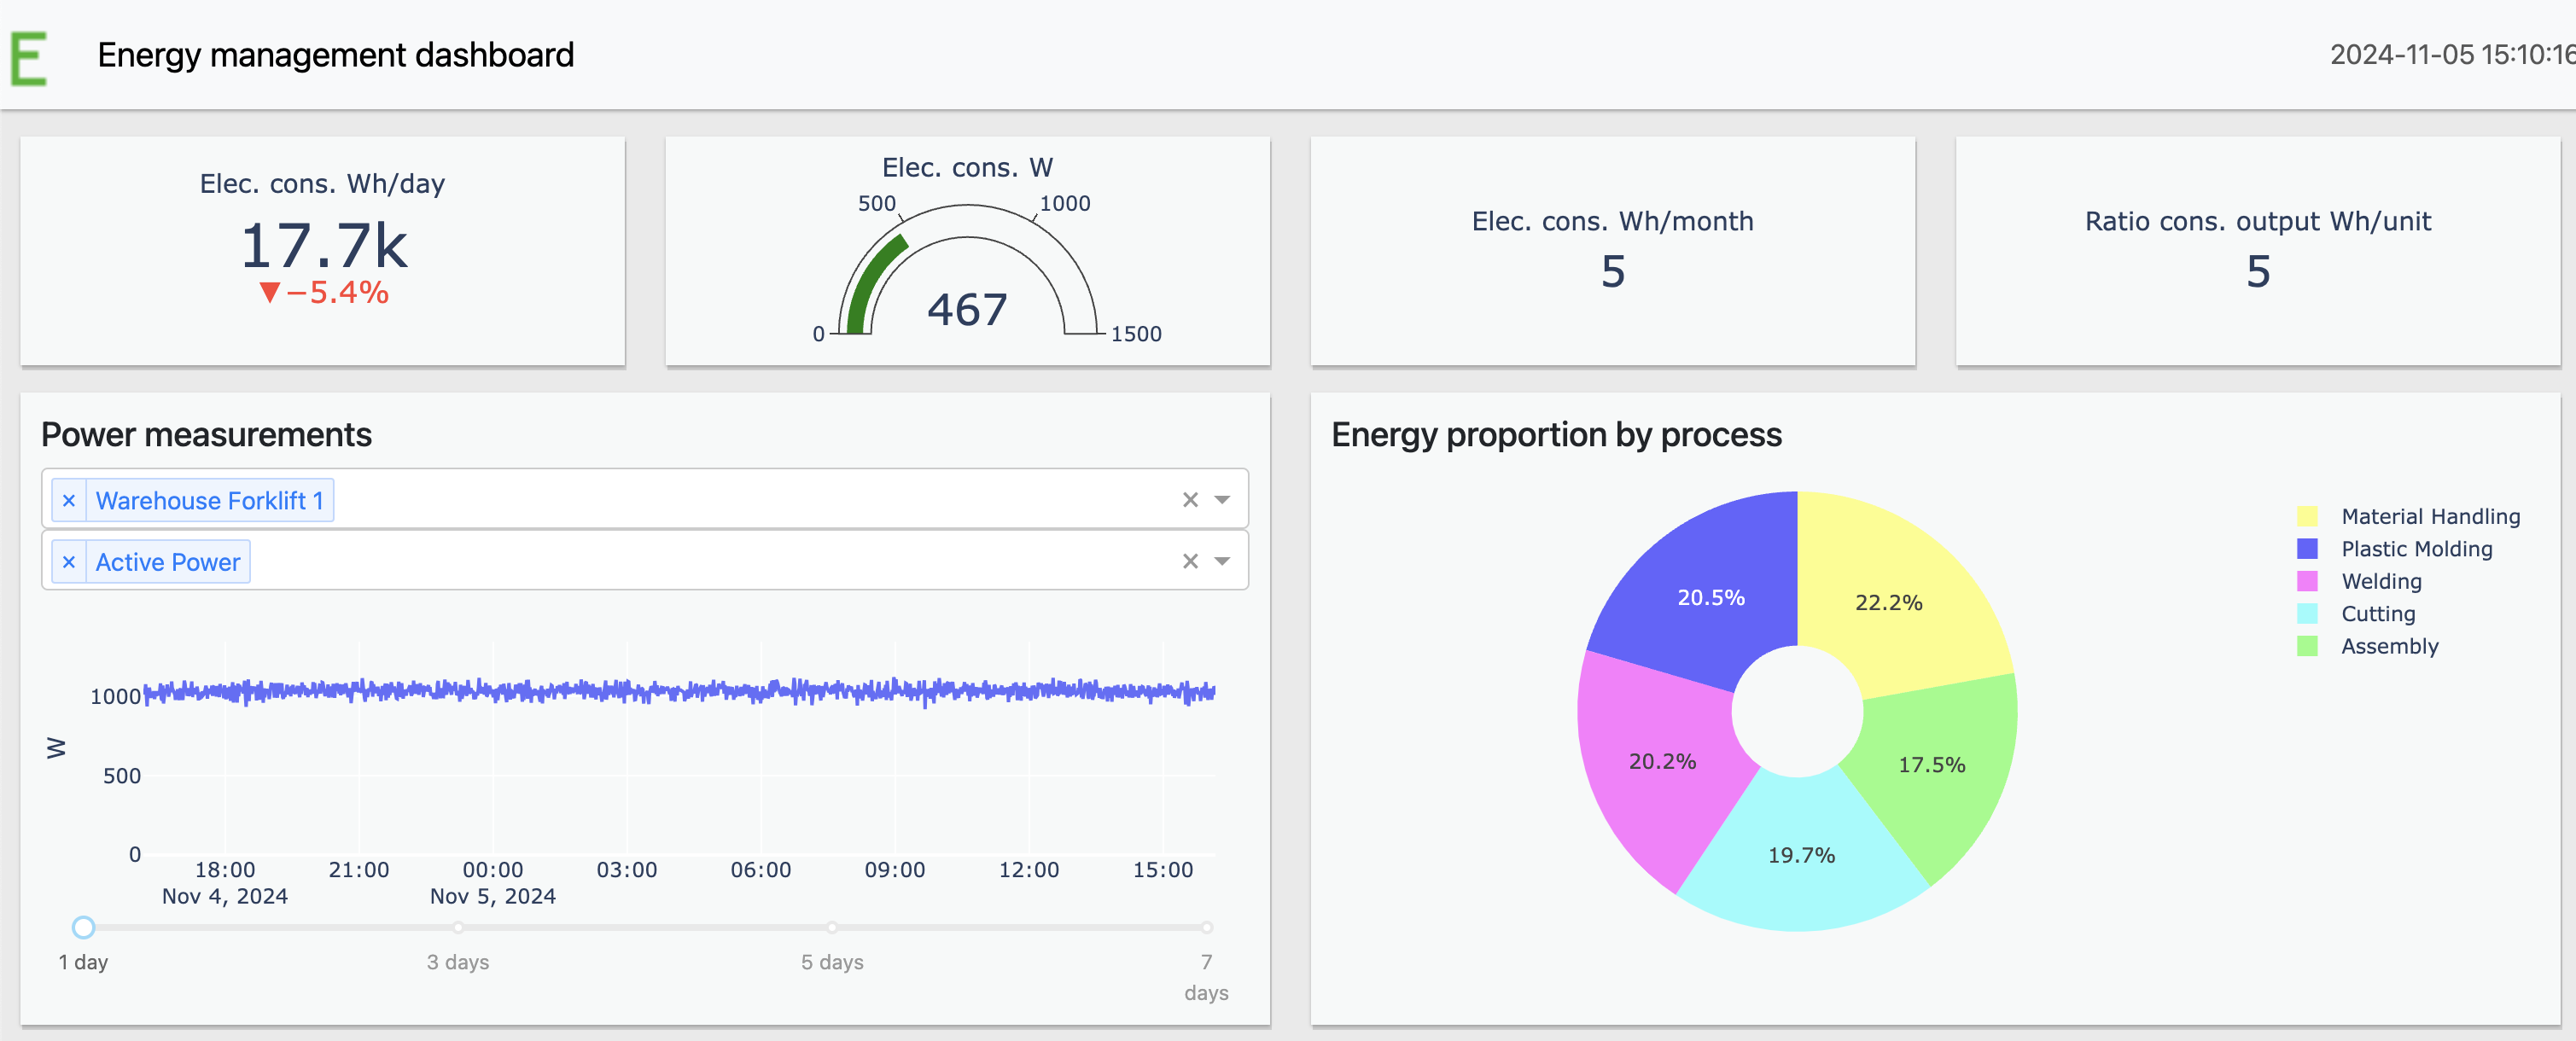 E
Energy management dashboard
2024-11-05 15:10:16
Elec. cons. Wh/day
17.7k
▼−5.4%
Elec. cons. W
500
1000
0
467
1500
Elec. cons. Wh/month
5
Ratio cons. output Wh/unit
5
Power measurements
× Warehouse Forklift 1
× Active Power
1000
500
0
W
18:00
Nov 4, 2024
21:00
00:00
Nov 5, 2024
03:00
06:00
09:00
12:00
15:00
1 day
3 days
5 days
7
days
Energy proportion by process
20.5%
22.2%
20.2%
17.5%
19.7%
Material Handling
Plastic Molding
Welding
Cutting
Assembly